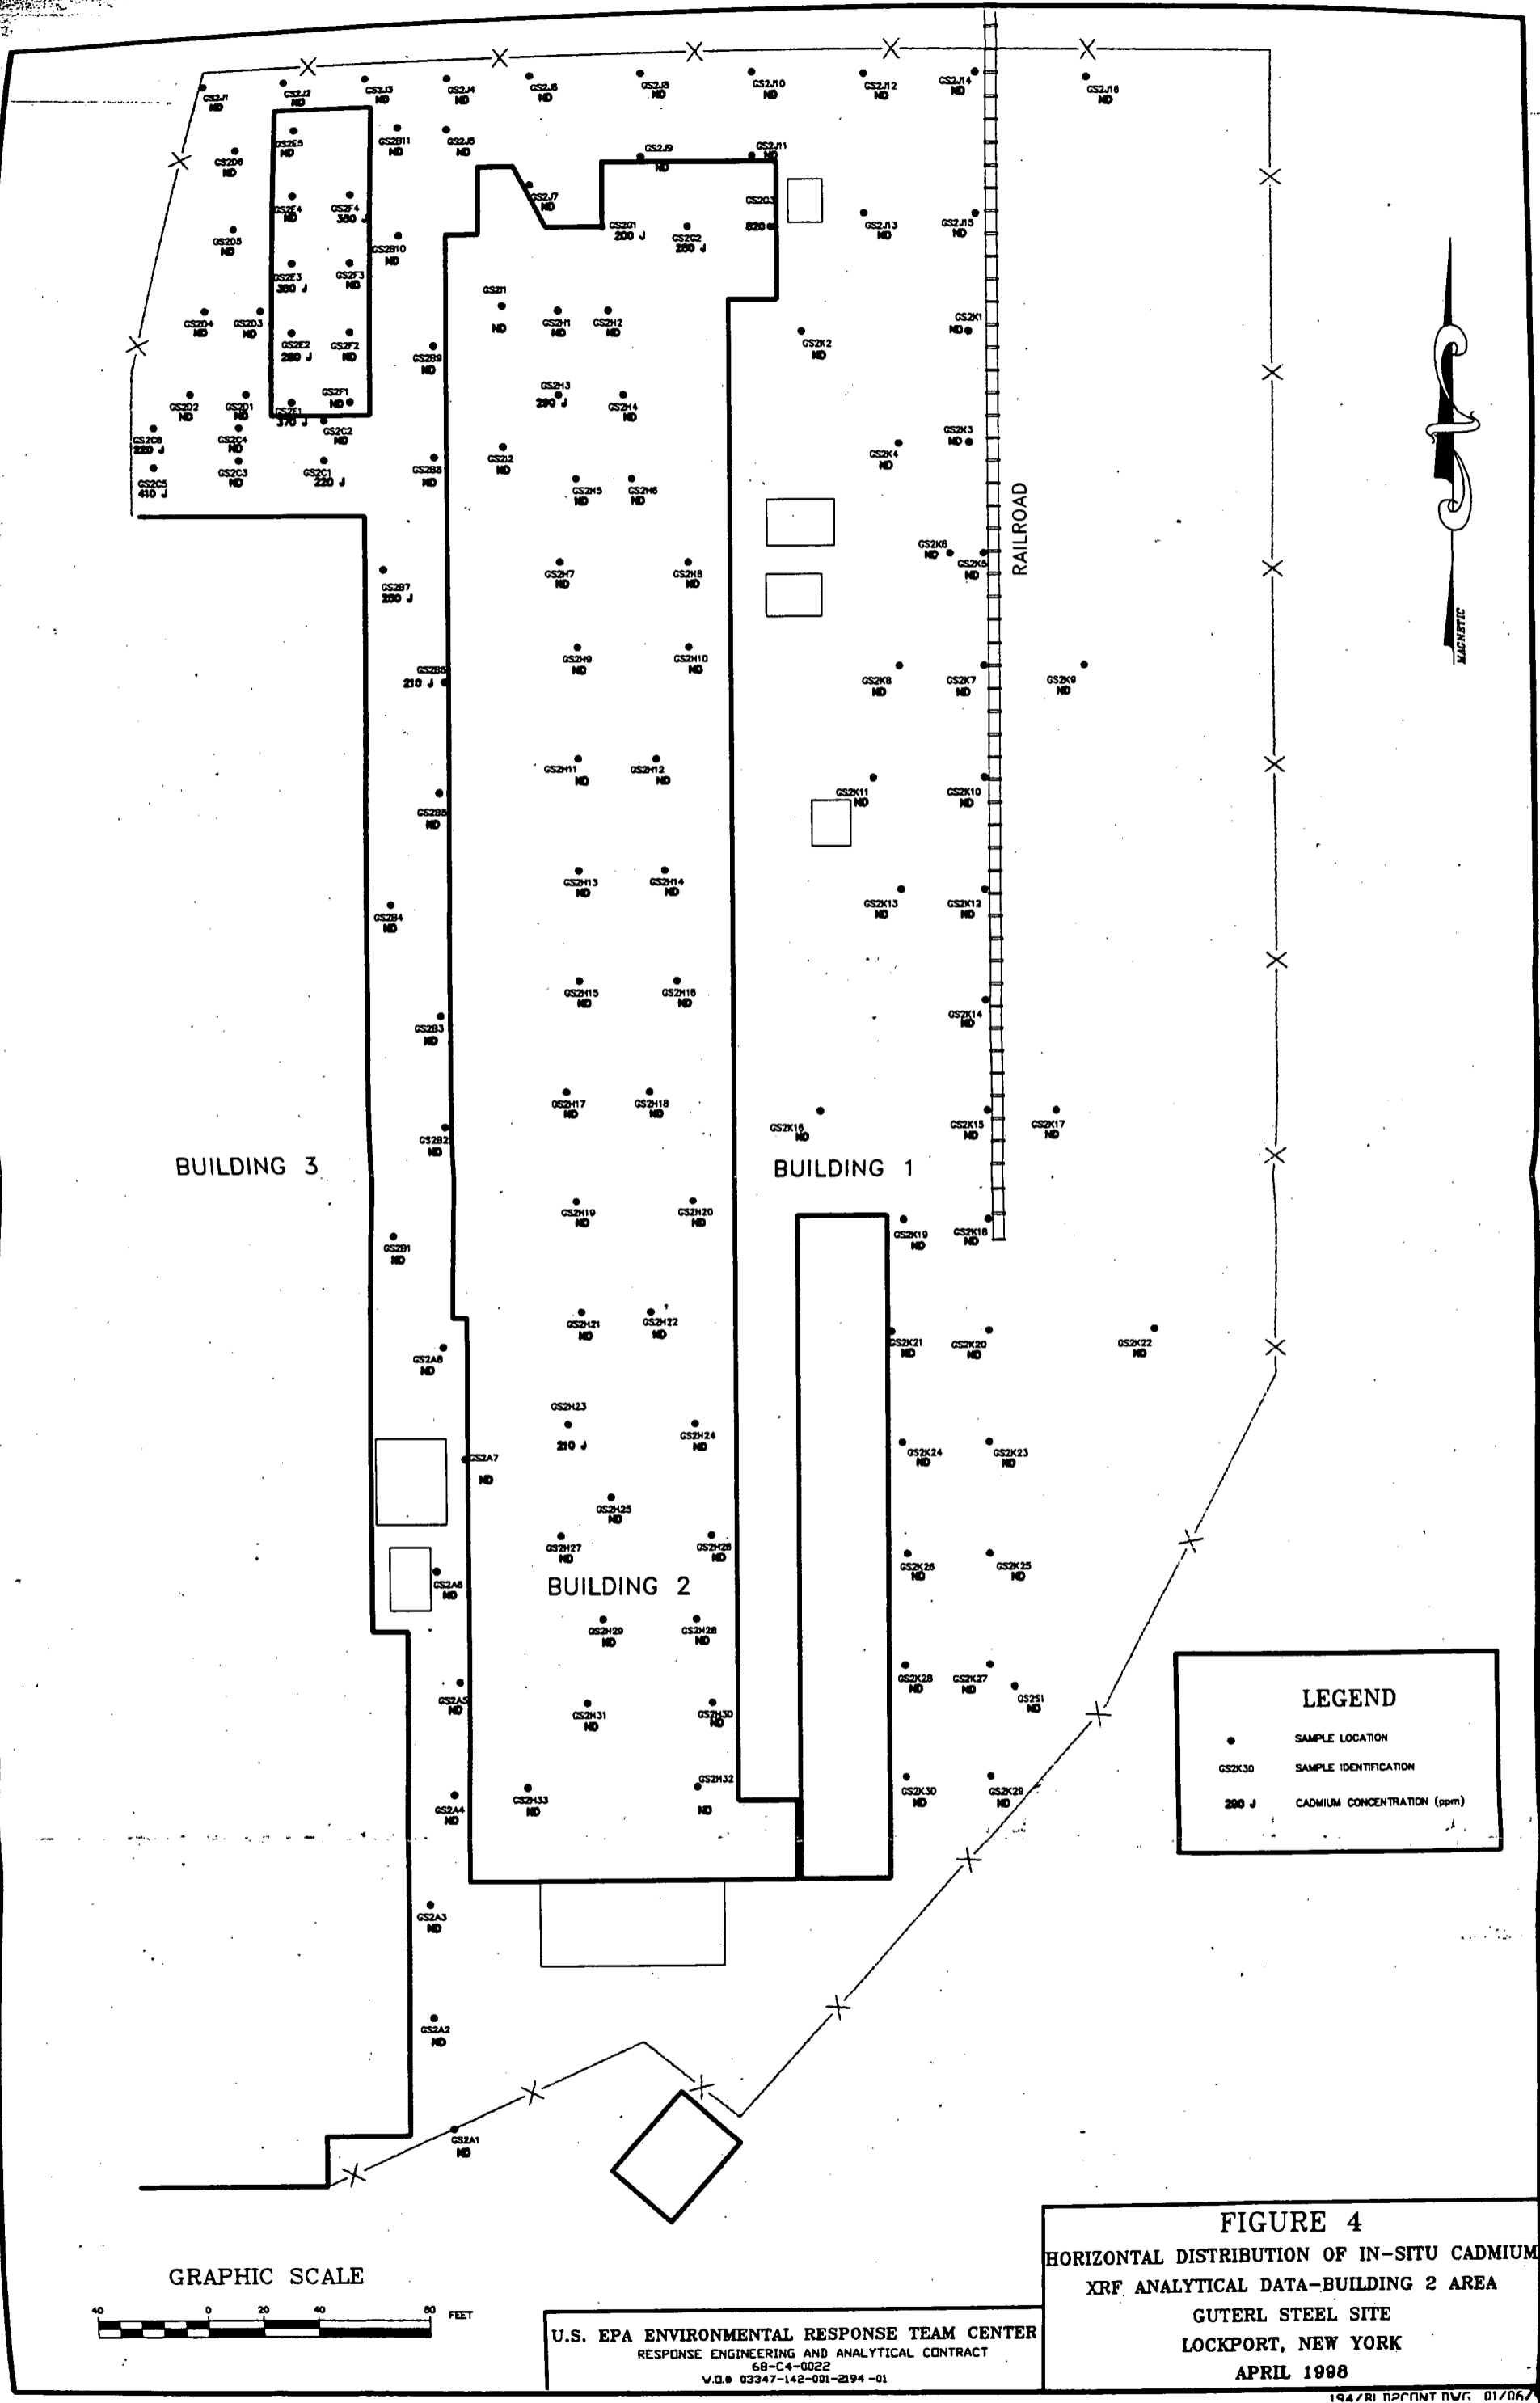 GS2J1
ND
GS2J2
ND
GS2J3
ND
GS2J4
ND
GS2J6
ND
GS2J8
ND
GS2J10
ND
GS2J12
ND
GS2J14
ND
GS2J16
ND
GS2E5
ND
GS2B11
ND
GS2J5
ND
GS2D6
ND
GS2J9
ND
GS2J11
ND
GS2J7
ND
GS2E4
ND
GS2F4
380 J
GS2G3
820
GS2D5
ND
GS2B10
ND
GS2G1
200 J
GS2G2
260 J
GS2J13
ND
GS2J15
ND
GS2E3
380 J
GS2F3
ND
GS2I1
ND
GS2D4
ND
GS2D3
ND
GS2H1
ND
GS2H2
ND
GS2K1
ND
GS2E2
280 J
GS2F2
ND
GS2B9
ND
GS2K2
ND
GS2D2
ND
GS2D1
ND
GS2E1
370 J
GS2F1
ND
GS2H3
290 J
GS2H4
ND
GS2C6
220 J
GS2C4
ND
GS2C2
ND
GS2K3
ND
GS2K4
ND
GS2C5
410 J
GS2C3
ND
GS2C1
220 J
GS2B8
ND
GS2I2
ND
GS2H5
ND
GS2H6
ND
RAILROAD
GS2K6
ND
GS2K5
ND
GS2B7
260 J
GS2H7
ND
GS2H8
ND
MAGNETIC
GS2B6
210 J
GS2H9
ND
GS2H10
ND
GS2K8
ND
GS2K7
ND
GS2K9
ND
GS2H11
ND
GS2H12
ND
GS2K11
ND
GS2K10
ND
GS2B5
ND
GS2H13
ND
GS2H14
ND
GS2K13
ND
GS2K12
ND
GS2B4
ND
GS2H15
ND
GS2H16
ND
GS2B3
ND
GS2K14
ND
GS2H17
ND
GS2H18
ND
GS2K16
ND
GS2K15
ND
GS2K17
ND
GS2B2
ND
BUILDING 3
BUILDING 1
GS2H19
ND
GS2H20
ND
GS2K19
ND
GS2K18
ND
GS2B1
ND
GS2H21
ND
GS2H22
ND
GS2K21
ND
GS2K20
ND
GS2K22
ND
GS2A8
ND
GS2H23
210 J
GS2H24
ND
GS2K24
ND
GS2K23
ND
GS2A7
ND
GS2H25
ND
GS2H27
ND
GS2H26
ND
GS2K26
ND
GS2K25
ND
GS2A6
ND
BUILDING 2
GS2H29
ND
GS2H28
ND
GS2K28
ND
GS2K27
ND
GS2S1
ND
GS2A5
ND
GS2H31
ND
GS2H30
ND
GS2H33
ND
GS2H32
ND
GS2K30
ND
GS2K29
ND
GS2A4
ND
GS2A3
ND
GS2A2
ND
GS2A1
ND
LEGEND
SAMPLE LOCATION
GS2K30 SAMPLE IDENTIFICATION
290 J CADMIUM CONCENTRATION (ppm)
GRAPHIC SCALE
40 0 20 40 80 FEET
U.S. EPA ENVIRONMENTAL RESPONSE TEAM CENTER
RESPONSE ENGINEERING AND ANALYTICAL CONTRACT
68-C4-0022
W.O.# 03347-142-001-2194-01
FIGURE 4
HORIZONTAL DISTRIBUTION OF IN-SITU CADMIUM
XRF ANALYTICAL DATA-BUILDING 2 AREA
GUTERL STEEL SITE
LOCKPORT, NEW YORK
APRIL 1998